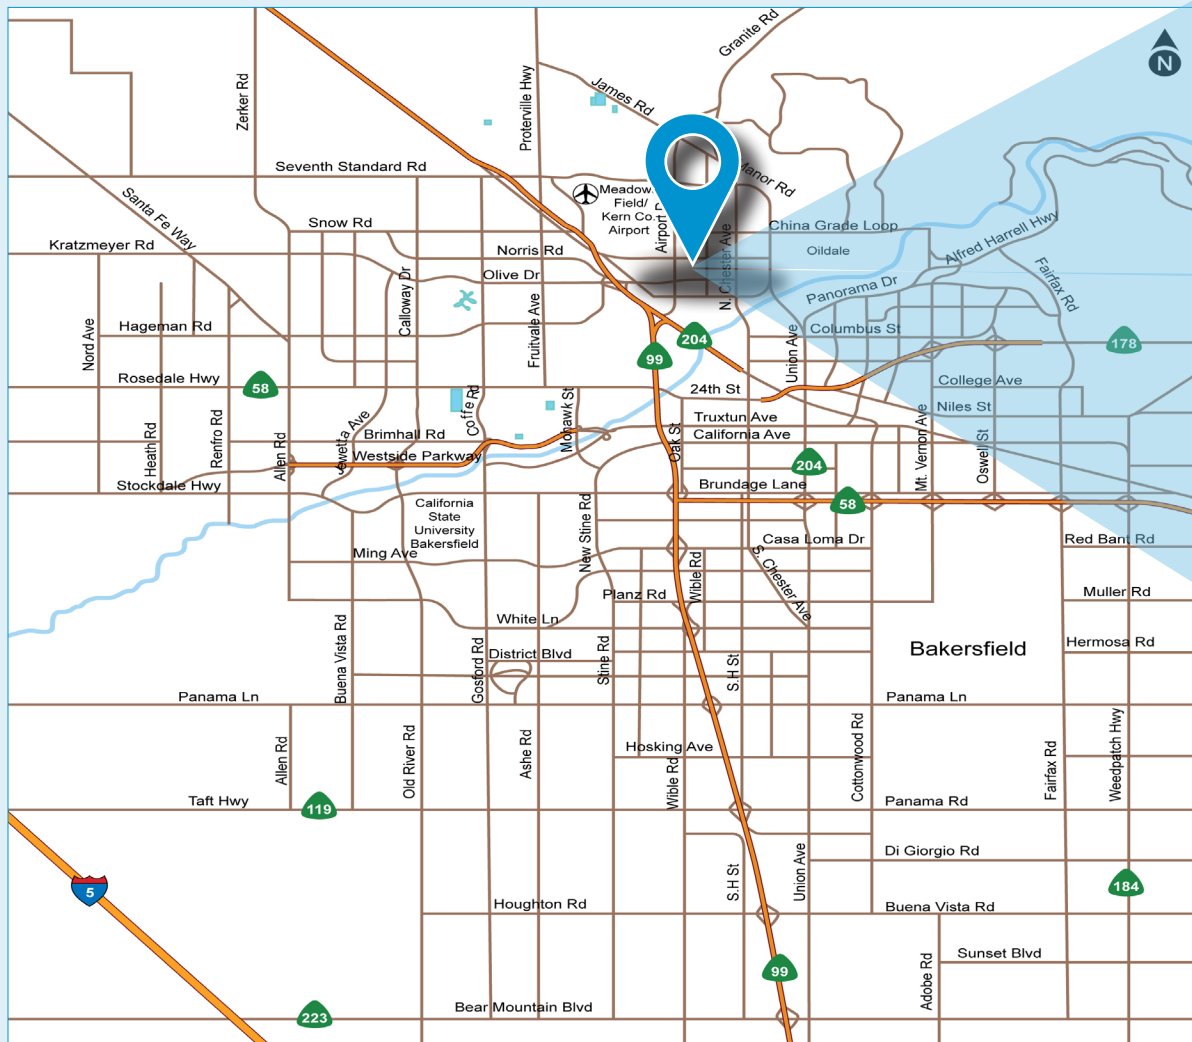 Granite Rd
N
Zerker Rd
Proterville Hwy
James Rd
Seventh Standard Rd
Manor Rd
Santa Fe Way
Meadow
Field/
Kern Co.
Airport
Snow Rd
China Grade Loop
Kratzmeyer Rd
Norris Rd
Oildale
Alfred Harrell Hwy
N. Chester Ave
Olive Dr
Calloway Dr
Panorama Dr
Fairfax Rd
Nord Ave
Hageman Rd
Fruitvale Ave
Columbus St
Union Ave
204
99
178
Rosedale Hwy
58
24th St
College Ave
Niles St
Truxtun Ave
Mohawk St
Jewetta Ave
Brimhall Rd
California Ave
Heath Rd
Renfro Rd
Allen Rd
Westside Parkway
Oak St
204
Mt. Vernon Ave
Oswell St
Stockdale Hwy
Brundage Lane
58
California
State
University
Bakersfield
New Stine Rd
Casa Loma Dr
Red Bant Rd
Ming Ave
Wible Rd
S. Chester Ave
Planz Rd
Muller Rd
White Ln
Buena Vista Rd
Gosford Rd
District Blvd
Stine Rd
S.H St
Bakersfield
Hermosa Rd
Panama Ln
Panama Ln
Allen Rd
Old River Rd
Ashe Rd
Hosking Ave
Wible Rd
Cottonwood Rd
Fairfax Rd
Weedpatch Hwy
Taft Hwy
119
Panama Rd
Di Giorgio Rd
5
S.H St
Union Ave
184
Houghton Rd
Buena Vista Rd
Sunset Blvd
Adobe Rd
99
Bear Mountain Blvd
223